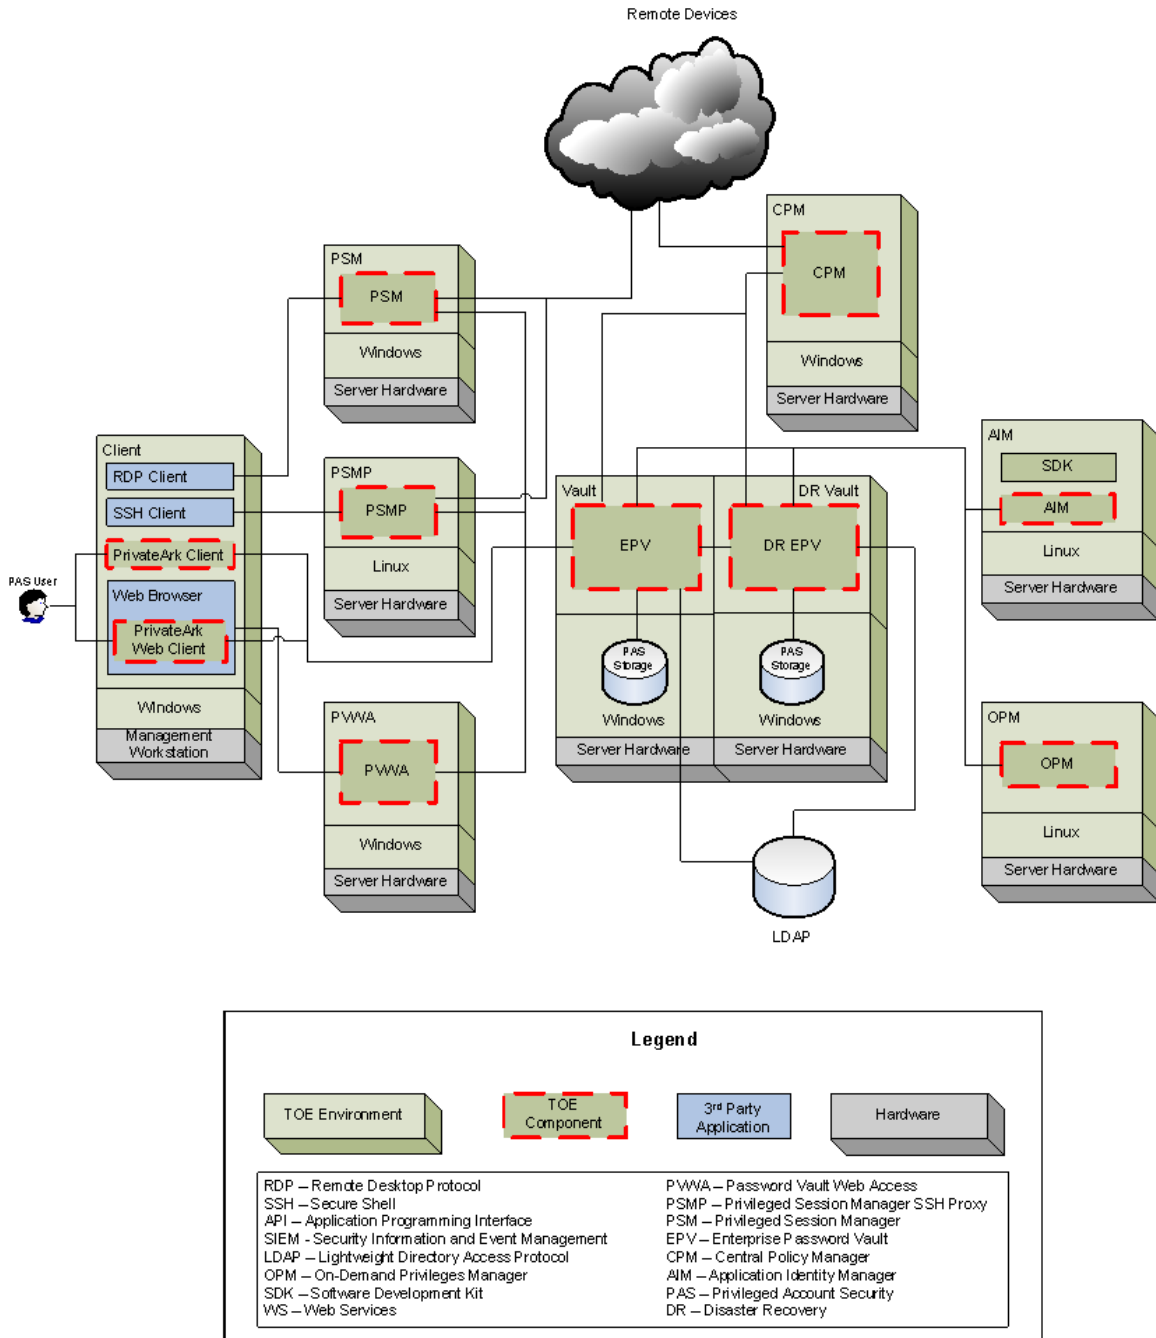 Remote Devices
CPM
CPM
Windows
Server Hardware
PSM
PSM
Windows
Server Hardware
Client
RDP Client
SSH Client
PrivateArk Client
Web Browser
PrivateArk
Web Client
Windows
Management
Workstation
PAS User
PSMP
PSMP
Linux
Server Hardware
Vault
EPV
PAS
Storage
Windows
Server Hardware
DR Vault
DR EPV
PAS
Storage
Windows
Server Hardware
AIM
SDK
AIM
Linux
Server Hardware
PVWA
PVWA
Windows
Server Hardware
OPM
OPM
Linux
Server Hardware
LDAP
Legend
TOE Environment
TOE
Component
3rd Party
Application
Hardware
RDP – Remote Desktop Protocol
SSH – Secure Shell
API – Application Programming Interface
SIEM - Security Information and Event Management
LDAP – Lightweight Directory Access Protocol
OPM – On-Demand Privileges Manager
SDK – Software Development Kit
WS – Web Services
PVWA – Password Vault Web Access
PSMP – Privileged Session Manager SSH Proxy
PSM – Privileged Session Manager
EPV – Enterprise Password Vault
CPM – Central Policy Manager
AIM – Application Identity Manager
PAS – Privileged Account Security
DR – Disaster Recovery